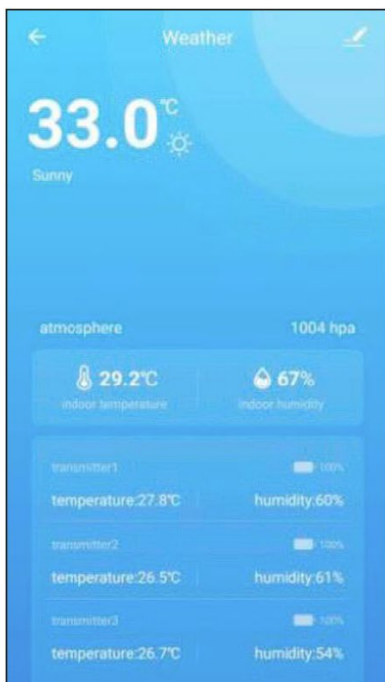 Weather
33.0℃
Sunny
atmosphere 1004 hpa
29.2℃ 67%
indoor temperature indoor humidity
transmitter1 100%
temperature:27.8℃ humidity:60%
transmitter2 100%
temperature:26.5℃ humidity:61%
transmitter3 100%
temperature:26.7℃ humidity:54%